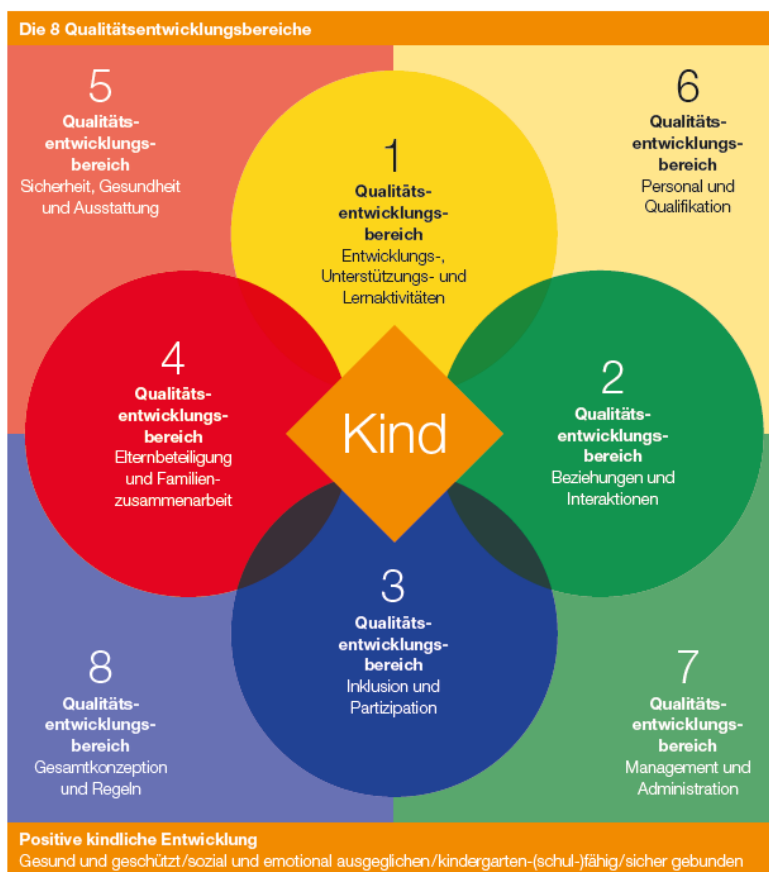 Die 8 Qualitätsentwicklungsbereiche
5
Qualitäts-
entwicklungs-
bereich
Sicherheit, Gesundheit
und Ausstattung
1
Qualitäts-
entwicklungs-
bereich
Entwicklungs-,
Unterstützungs- und
Lernaktivitäten
6
Qualitäts-
entwicklungs-
bereich
Personal und
Qualifikation
4
Qualitäts-
entwicklungs-
bereich
Elternbeteiligung
und Familien-
zusammenarbeit
Kind
2
Qualitäts-
entwicklungs-
bereich
Beziehungen und
Interaktionen
8
Qualitäts-
entwicklungs-
bereich
Gesamtkonzeption
und Regeln
3
Qualitäts-
entwicklungs-
bereich
Inklusion und
Partizipation
7
Qualitäts-
entwicklungs-
bereich
Management und
Administration
Positive kindliche Entwicklung
Gesund und geschützt/sozial und emotional ausgeglichen/kindergarten-(schul-)fähig/sicher gebunden